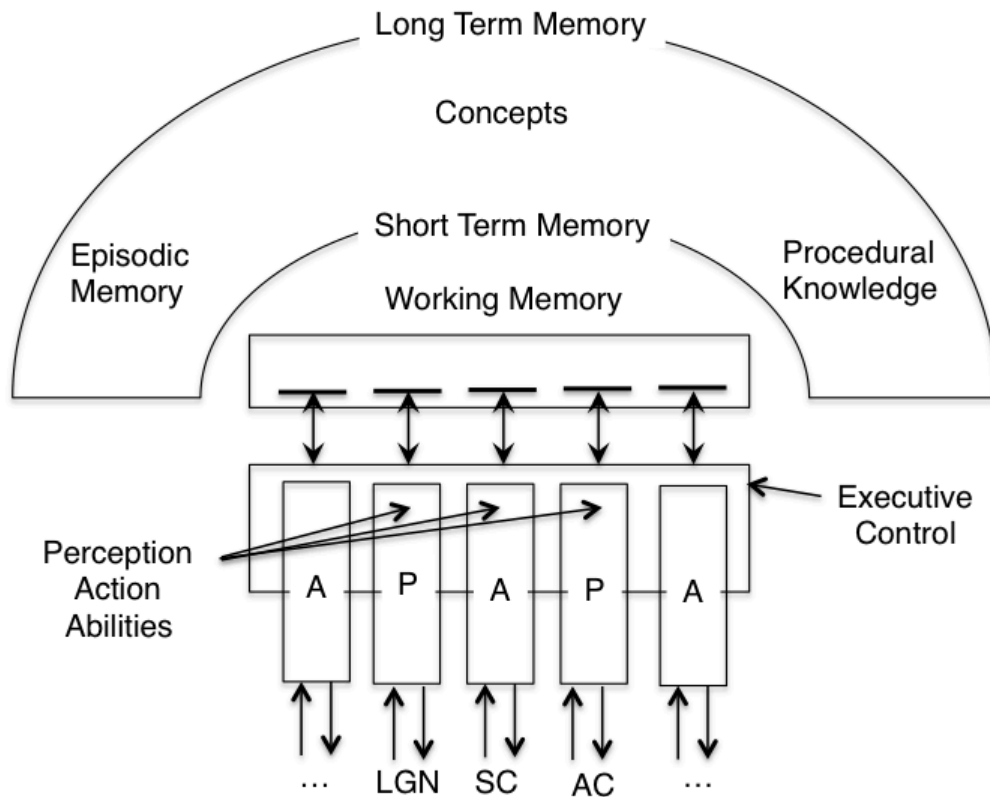 Long Term Memory
Concepts
Short Term Memory
Episodic
Memory
Procedural
Knowledge
Working Memory
Executive
Control
Perception
Action
Abilities
A
P
A
P
A
...
LGN
SC
AC
...